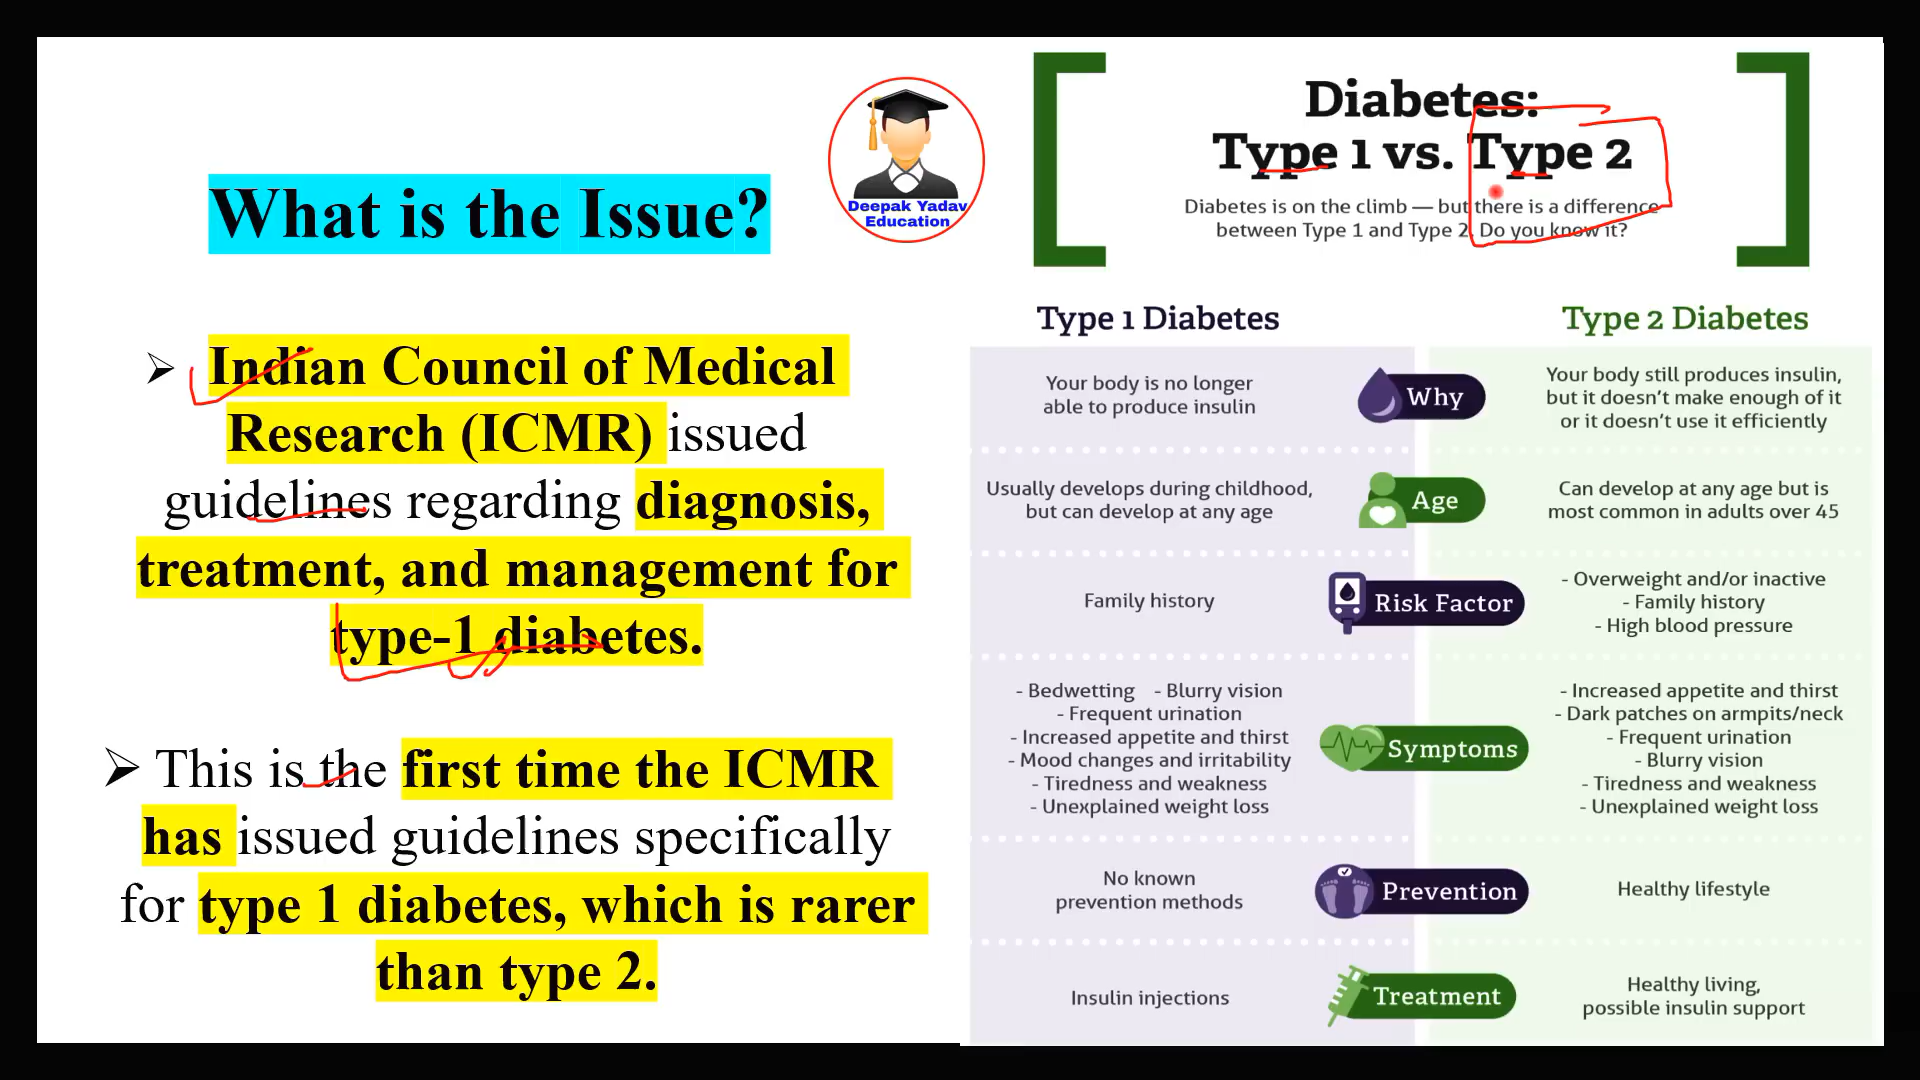 What is the Issue?
➢ Indian Council of Medical
Research (ICMR) issued
guidelines regarding diagnosis,
treatment, and management for
type-1 diabetes.
➢ This is the first time the ICMR
has issued guidelines specifically
for type 1 diabetes, which is rarer
than type 2.
Deepak Yadav
Education
Diabetes:
Type 1 vs. Type 2
Diabetes is on the climb — but there is a difference
between Type 1 and Type 2. Do you know it?
Type 1 Diabetes
Type 2 Diabetes
Your body is no longer
able to produce insulin
Why
Your body still produces insulin,
but it doesn't make enough of it
or it doesn't use it efficiently
Usually develops during childhood,
but can develop at any age
Age
Can develop at any age but is
most common in adults over 45
Family history
Risk Factor
- Overweight and/or inactive
- Family history
- High blood pressure
- Bedwetting - Blurry vision
- Frequent urination
- Increased appetite and thirst
- Mood changes and irritability
- Tiredness and weakness
- Unexplained weight loss
Symptoms
- Increased appetite and thirst
- Dark patches on armpits/neck
- Frequent urination
- Blurry vision
- Tiredness and weakness
- Unexplained weight loss
No known
prevention methods
Prevention
Healthy lifestyle
Insulin injections
Treatment
Healthy living,
possible insulin support